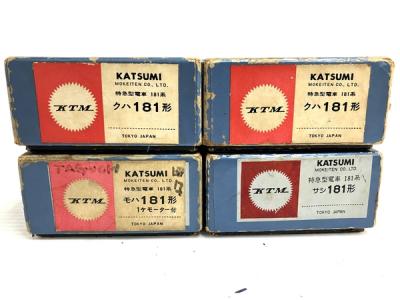 KTM
KATSUMI
MOKEITEN CO., LTD.
特急型電車 181系
クハ181形
TOKYO JAPAN
KTM
KATSUMI
MOKEITEN CO., LTD.
特急型電車 181系
クハ181形
TOKYO JAPAN
KTM
KATSUMI
MOKEITEN CO., LTD.
特急型電車 181系
モハ181形
1ケモーター付
TOKYO JAPAN
KTM
KATSUMI
MOKEITEN CO., LTD.
特急型電車 181系
サシ181形
TOKYO JAPAN